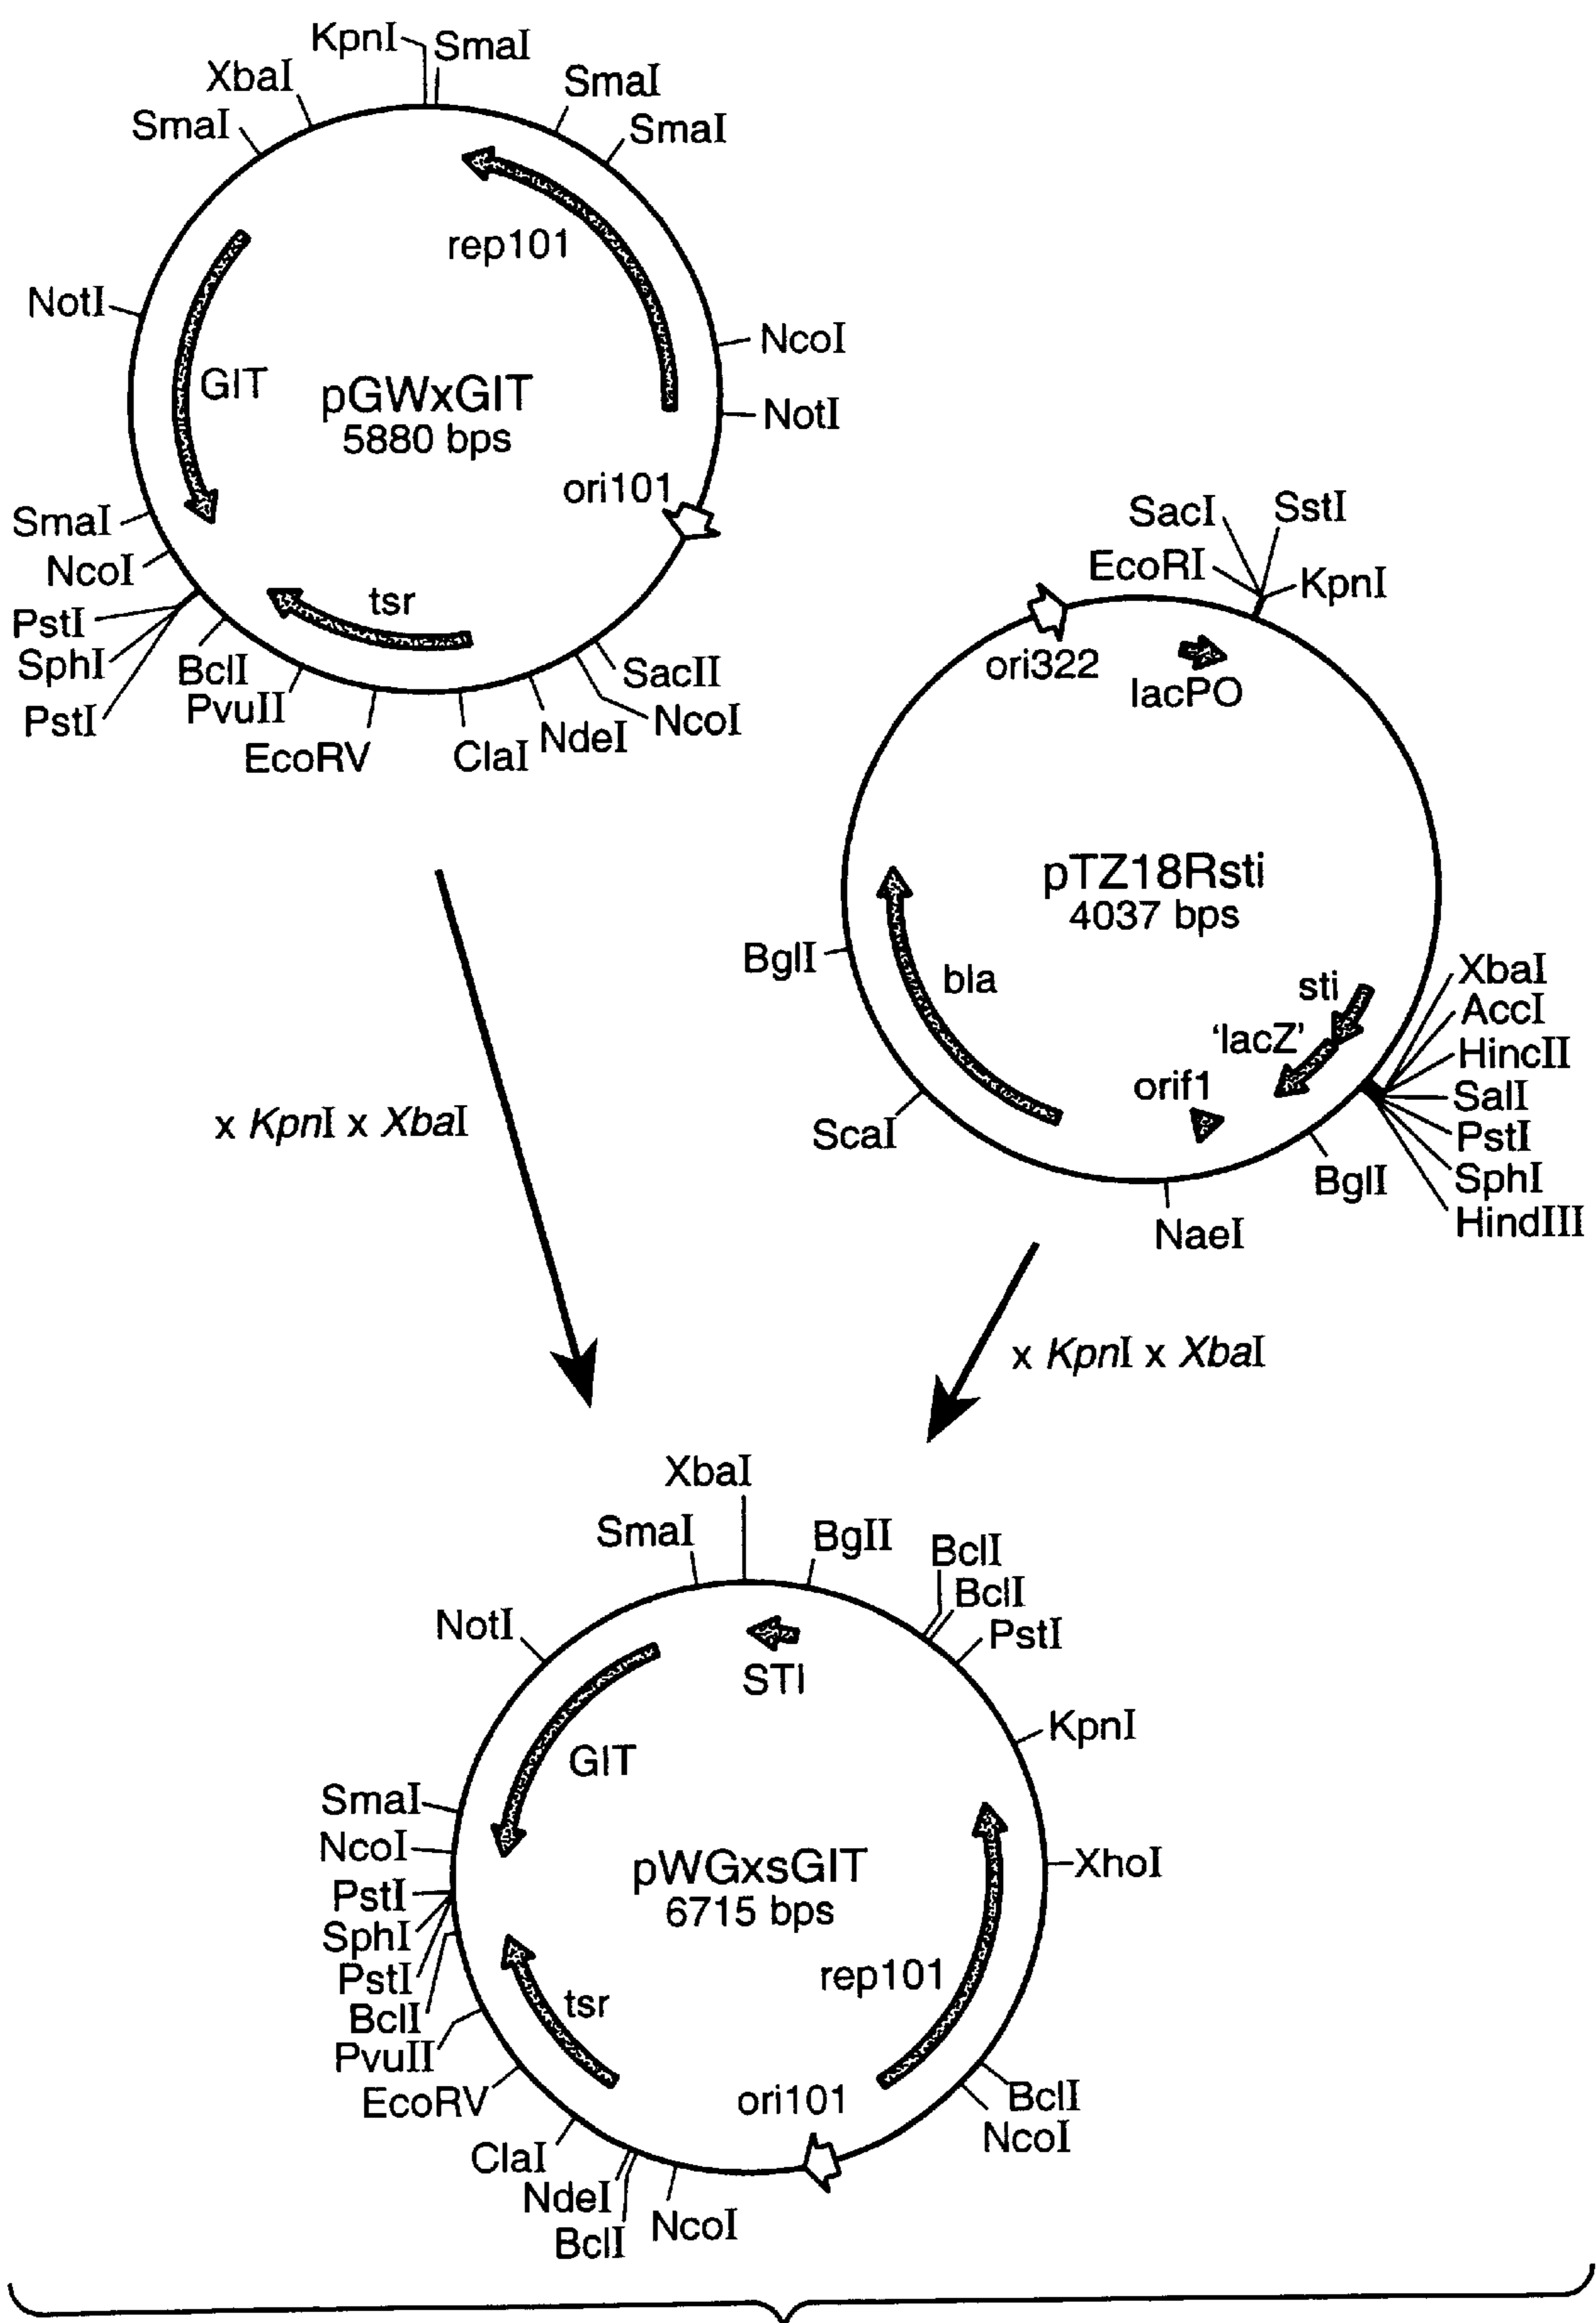 KpnI
SmaI
XbaI
SmaI
SmaI
SmaI
rep101
NotI
NcoI
GIT
pGWxGIT
5880 bps
NotI
ori101
SmaI
NcoI
PstI
SphI
PstI
BclI
PvuII
EcoRV
tsr
ClaI
NdeI
NcoI
SacII
SacI
SstI
EcoRI
KpnI
ori322
lacPO
pTZ18Rsti
4037 bps
BglI
bla
sti
'lacZ'
orif1
XbaI
AccI
HincII
SalI
PstI
SphI
HindIII
ScaI
BglI
NaeI
x KpnI x XbaI
x KpnI x XbaI
XbaI
SmaI
BglI
BclI
BclI
PstI
NotI
STI
KpnI
GIT
SmaI
NcoI
PstI
SphI
PstI
BclI
PvuII
EcoRV
pWGxsGIT
6715 bps
XhoI
rep101
tsr
ori101
BclI
NcoI
ClaI
NdeI
BclI
NcoI